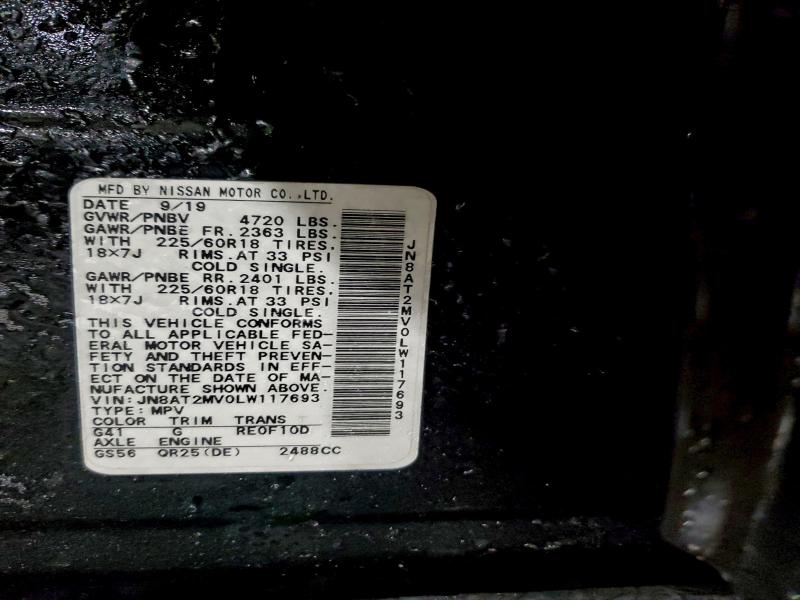 MFD BY NISSAN MOTOR CO.,LTD.
DATE 9/19
GVWR/PNBV 4720 LBS.
GAWR/PNBE FR.2363 LBS.
WITH 225/60R18 TIRES.
18×7J RIMS.AT 33 PSI
COLD SINGLE.
GAWR/PNBE RR.2401 LBS.
WITH 225/60R18 TIRES.
18×7J RIMS.AT 33 PSI
COLD SINGLE.
THIS VEHICLE CONFORMS
TO ALL APPLICABLE FED-
ERAL MOTOR VEHICLE SA-
FETY AND THEFT PREVEN-
TION STANDARDS IN EFF-
ECT ON THE DATE OF MA-
NUFACTURE SHOWN ABOVE.
VIN:JN8AT2MV0LW117693
TYPE:MPV
COLOR TRIM TRANS
G41 G RE0F10D
AXLE ENGINE
GS56 QR25(DE) 2488CC
JN8AT2MV0LW117693